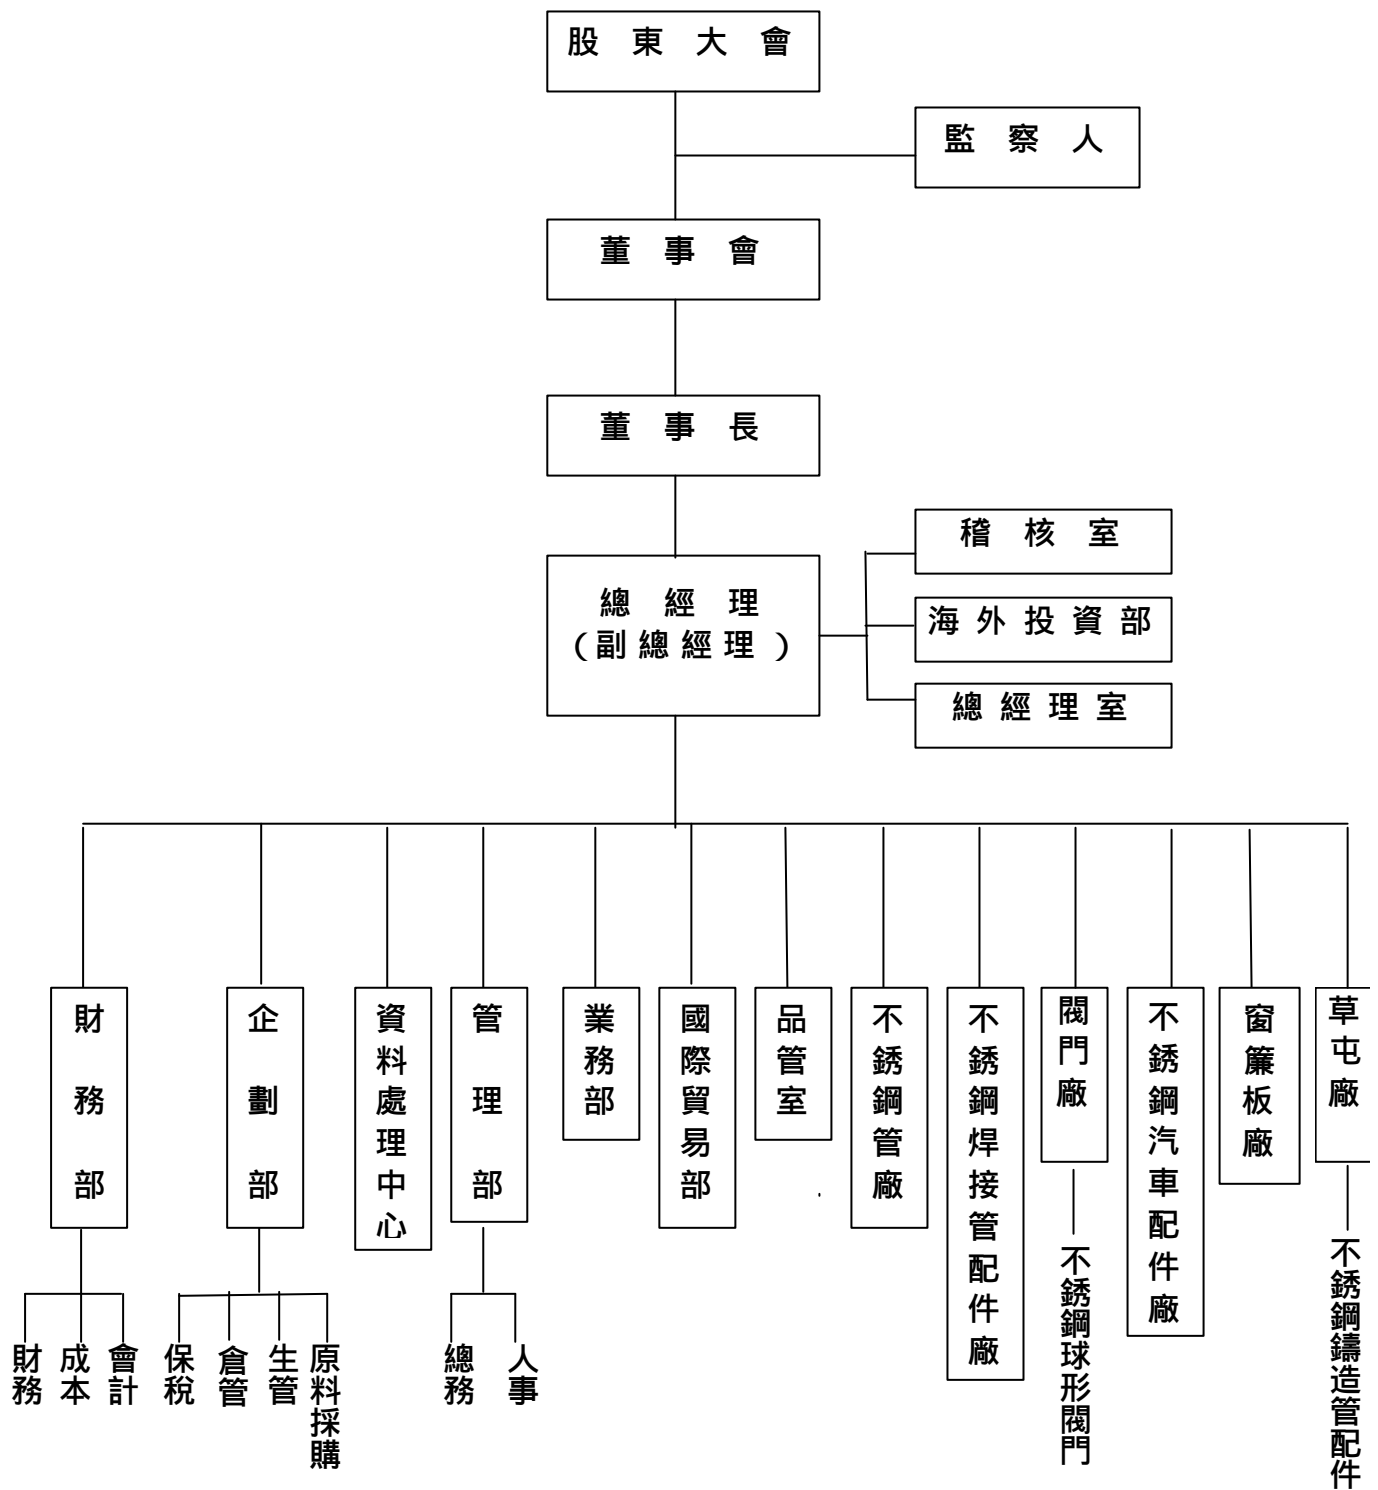 股東大會
監察人
董事會
董事長
稽核室
總經理
(副總經理)
海外投資部
總經理室
財務部
企劃部
資料處理中心
管理部
業務部
國際貿易部
品管室
不銹鋼管廠
不銹鋼焊接管配件廠
閥門廠
不銹鋼汽車配件廠
窗簾板廠
草屯廠
財務
成本
會計
保稅
倉管
生管
原料採購
總務
人事
不銹鋼球形閥門
不銹鋼鑄造管配件